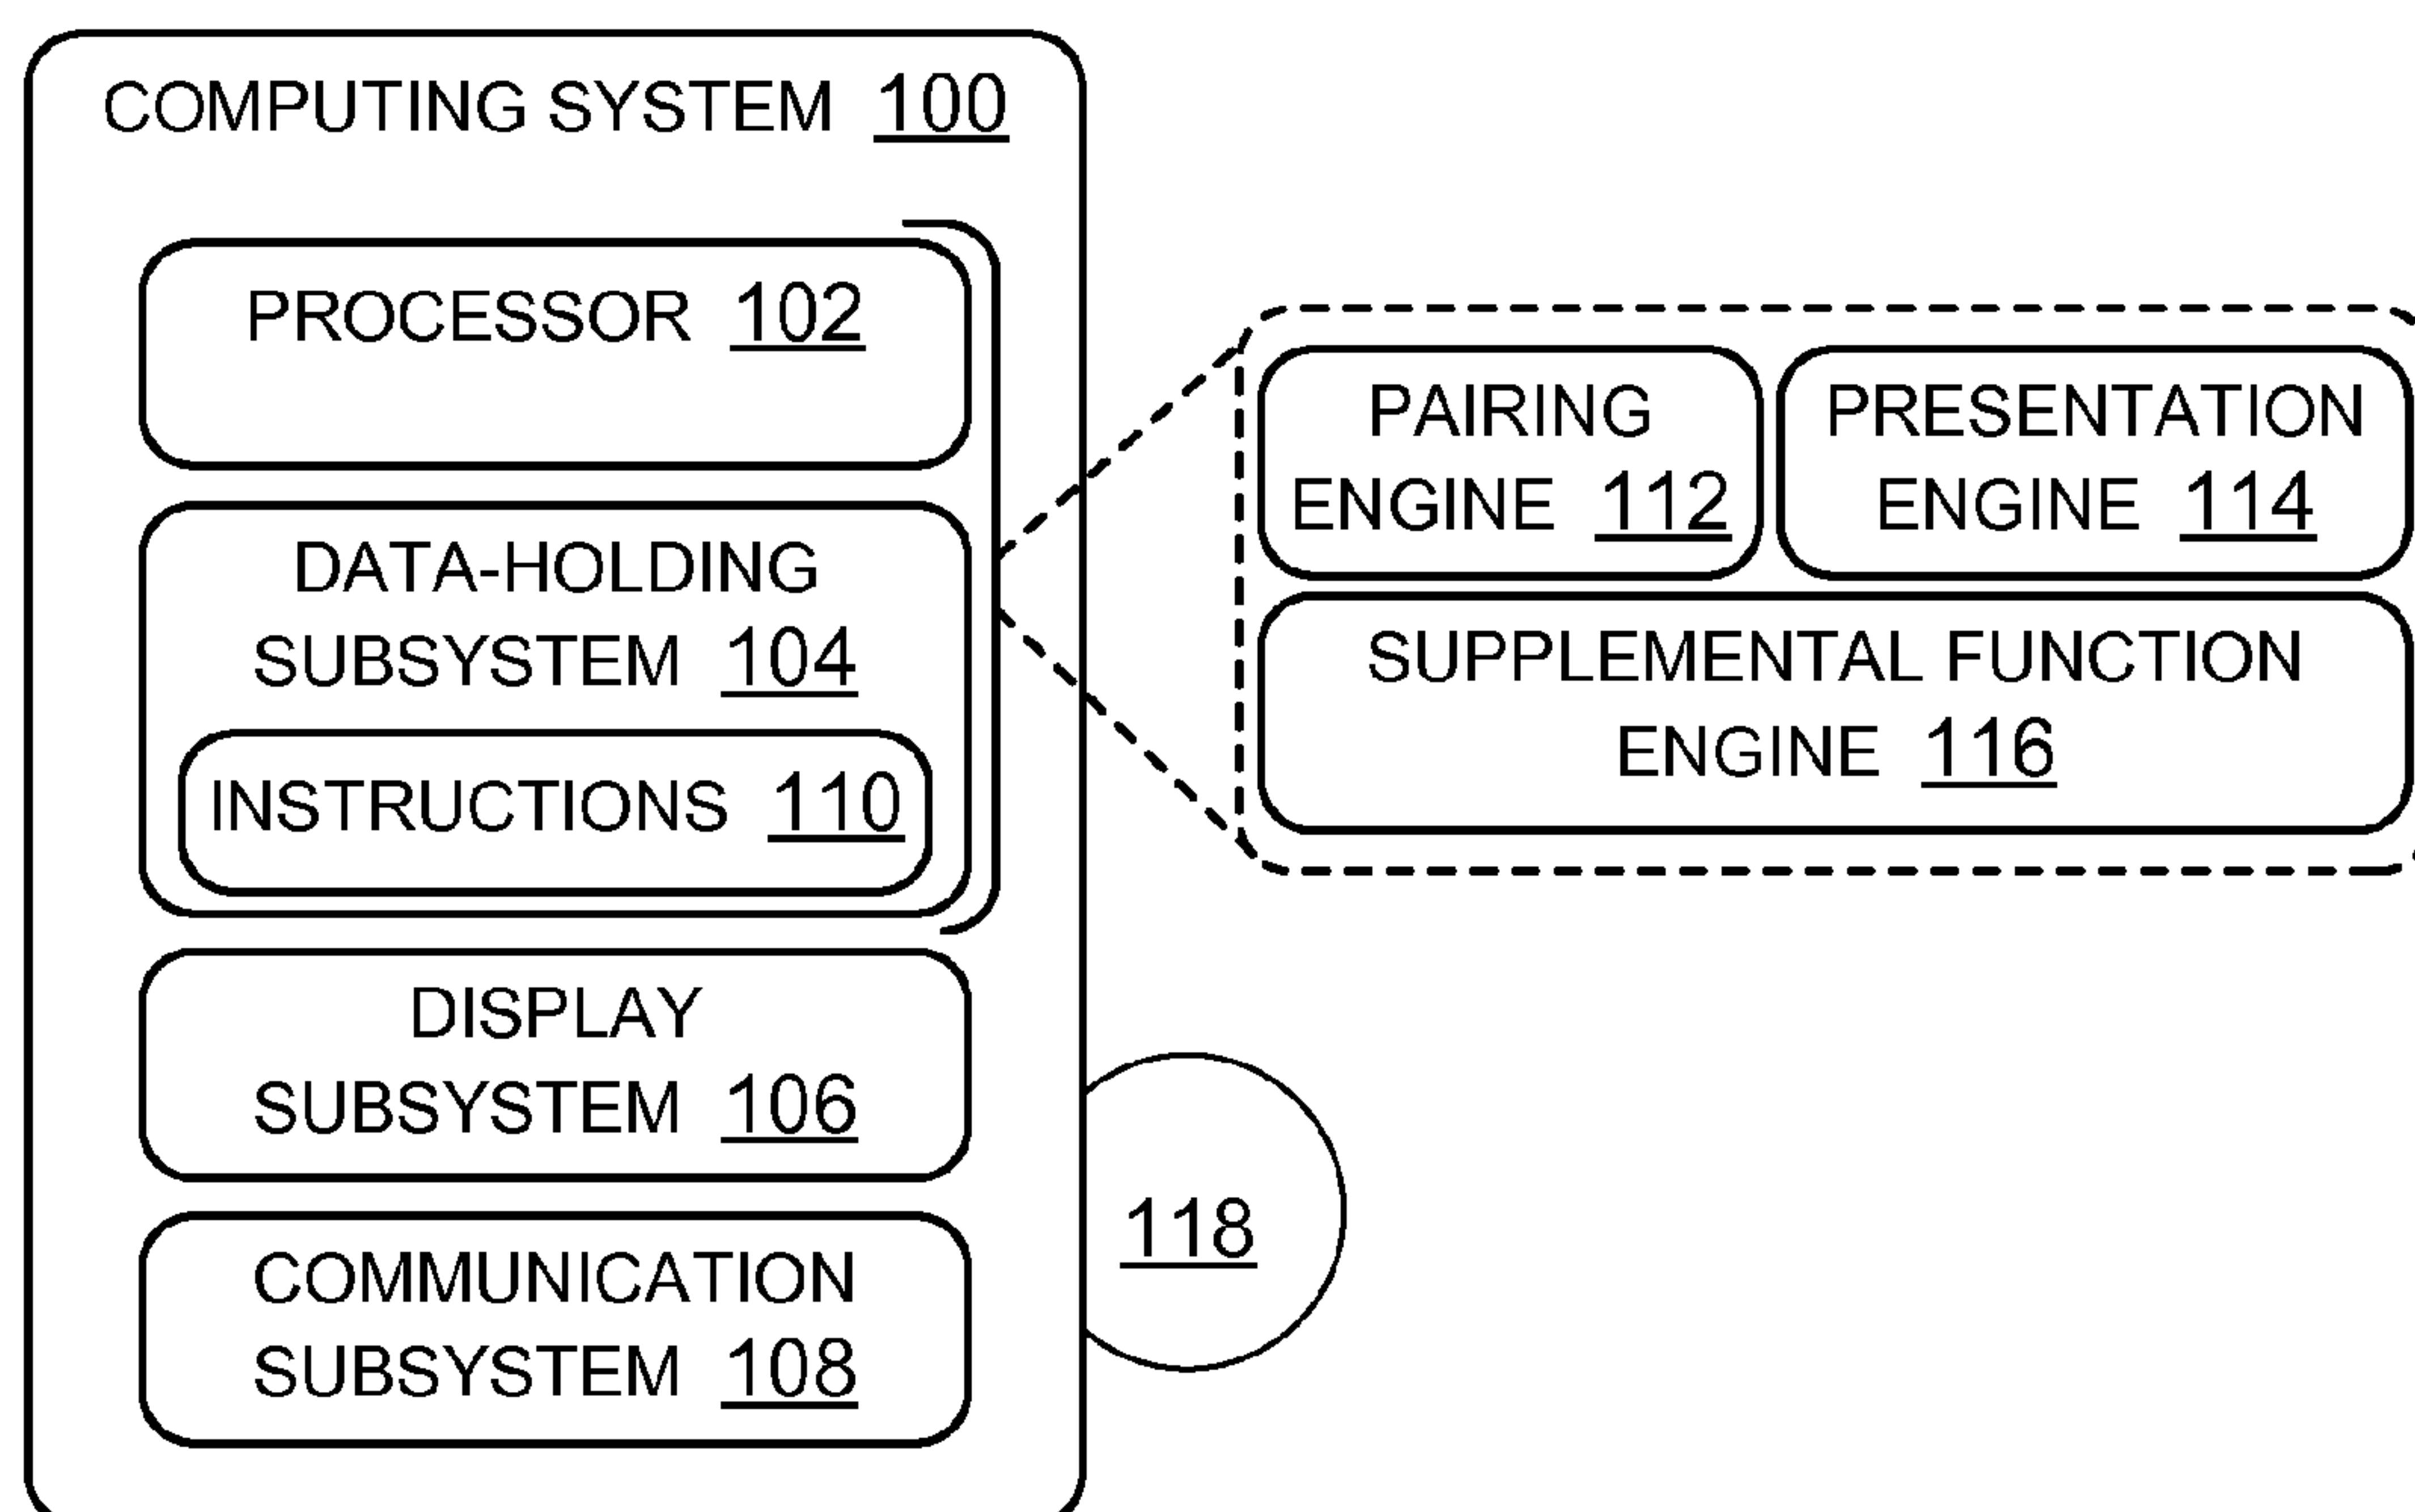 COMPUTING SYSTEM 100
PROCESSOR 102
DATA-HOLDING
SUBSYSTEM 104
INSTRUCTIONS 110
DISPLAY
SUBSYSTEM 106
COMMUNICATION
SUBSYSTEM 108
PAIRING
ENGINE 112
PRESENTATION
ENGINE 114
SUPPLEMENTAL FUNCTION
ENGINE 116
118